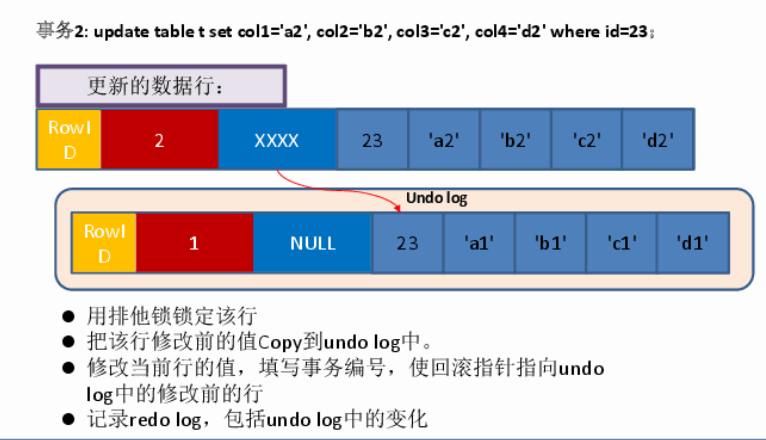 事务2: update table t set col1='a2', col2='b2', col3='c2', col4='d2' where id=23;
更新的数据行:
RowI
D
2 XXXX 23 'a2' 'b2' 'c2' 'd2'
Undo log
RowI
D
1 NULL 23 'a1' 'b1' 'c1' 'd1'
● 用排他锁锁定该行
● 把该行修改前的值Copy到undo log中。
● 修改当前行的值，填写事务编号，使回滚指针指向undo
log中的修改前的行
● 记录redo log，包括undo log中的变化